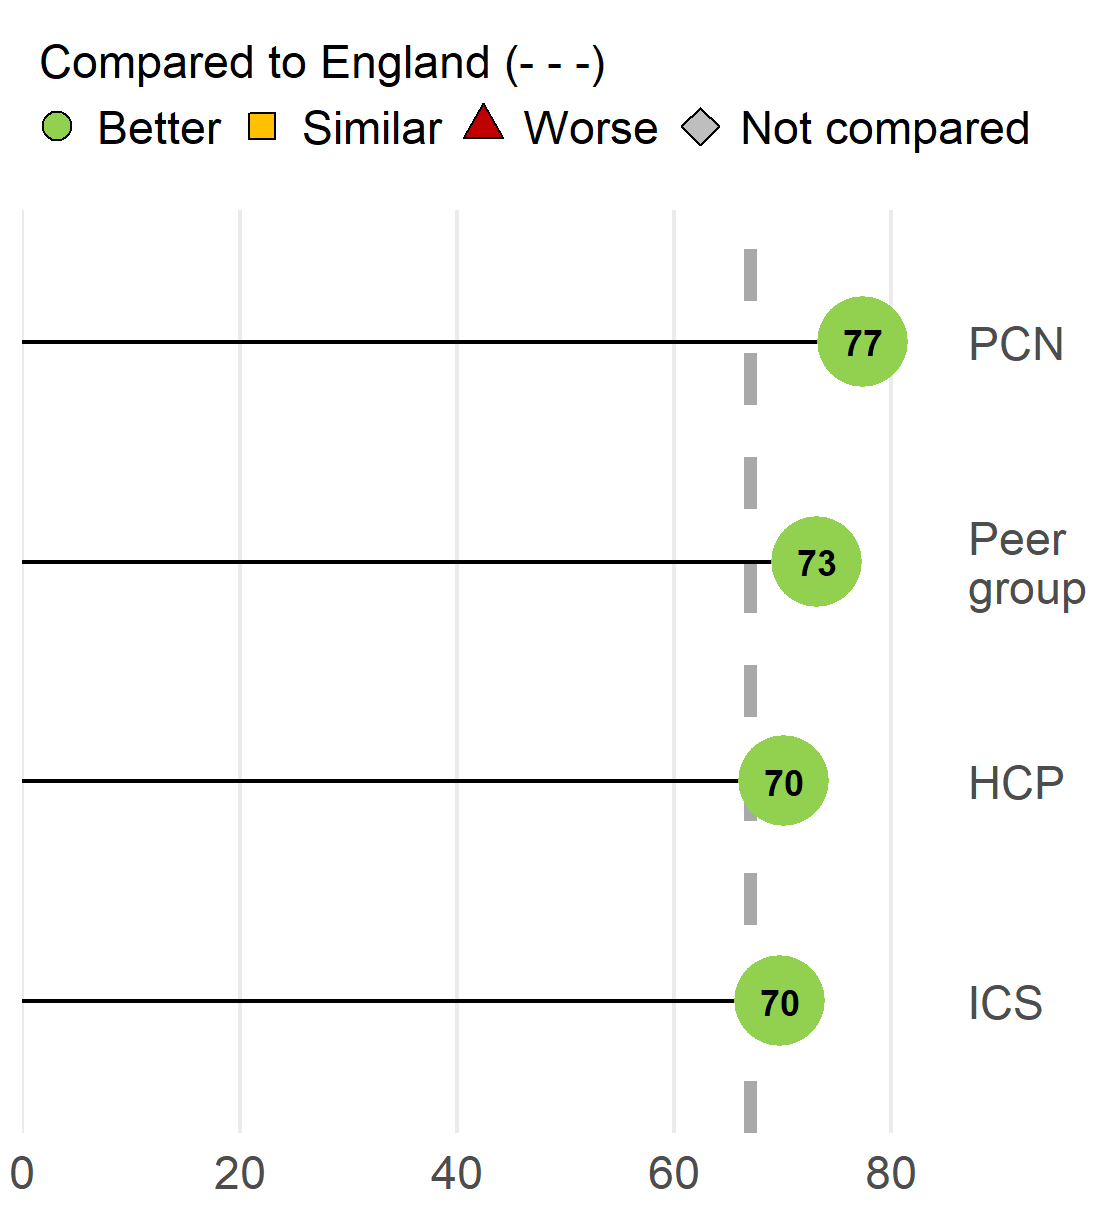 Compared to England (- - -)
Better Similar Worse Not compared
77 PCN
73 Peer
group
70 HCP
70 ICS
0 20 40 60 80